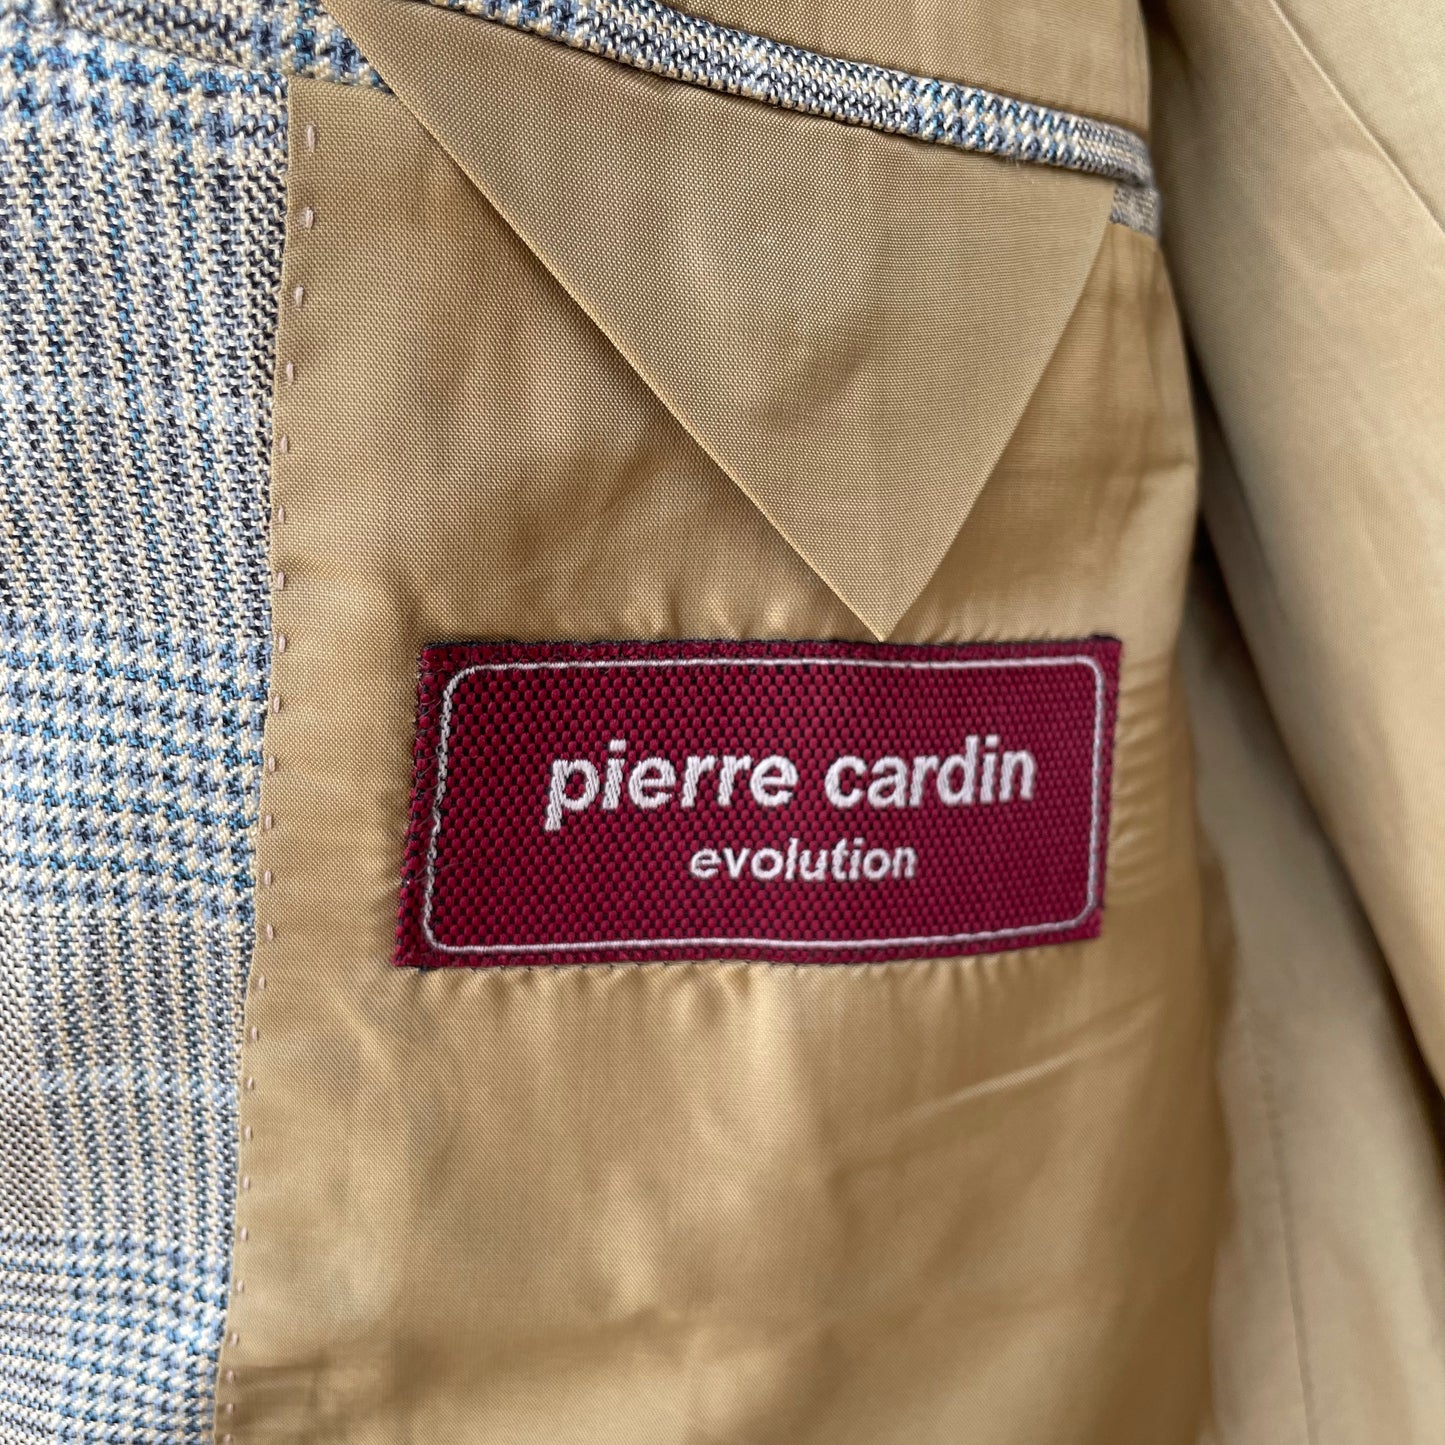 pierre cardin
evolution